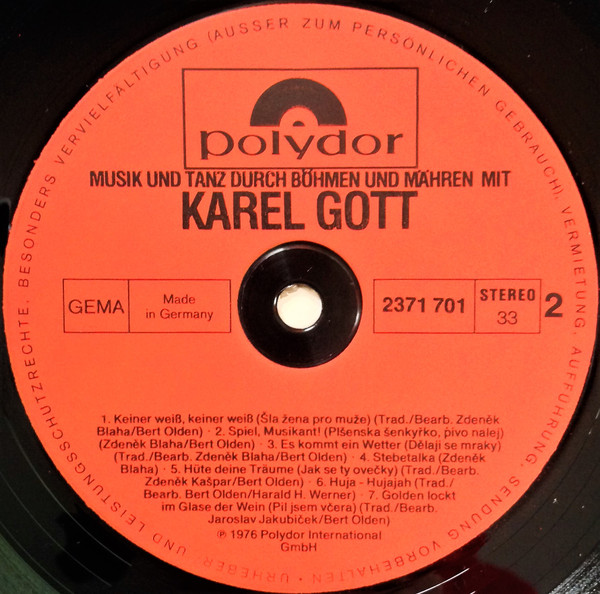 BESONDERS VERVIELFÄLTIGUNG (AUSSER ZUM PERSÖNLICHEN GEBRAUCH), VERMIETUNG, AUFFÜHRUNG, SENDUNG VORBEHALTEN • URHEBER UND LEISTUNGSSCHUTZRECHTE,
polydor
MUSIK UND TANZ DURCH BÖHMEN UND MÄHREN MIT
KAREL GOTT
GEMA
Made
in Germany
2371 701
STEREO
33
2
1. Keiner weiß, keiner weiß (Šla žena pro muže) (Trad./Bearb. Zdeněk
Blaha/Bert Olden) · 2. Spiel, Musikant! (Plšenska šenkyřko, pivo nalej)
(Zdeněk Blaha/Bert Olden) · 3. Es kommt ein Wetter (Dělaji se mraky)
(Trad./Bearb. Zdeněk Blaha/Bert Olden) · 4. Stebetalka (Zdeněk
Blaha) · 5. Hüte deine Träume (Jak se ty ovečky) (Trad./Bearb.
Zdeněk Kašpar/Bert Olden) · 6. Huja - Hujajah (Trad./
Bearb. Bert Olden/Harald H. Werner) · 7. Golden lockt
im Glase der Wein (Pil jsem včera) (Trad./Bearb.
Jaroslav Jakubiček/Bert Olden)
℗ 1976 Polydor International
GmbH